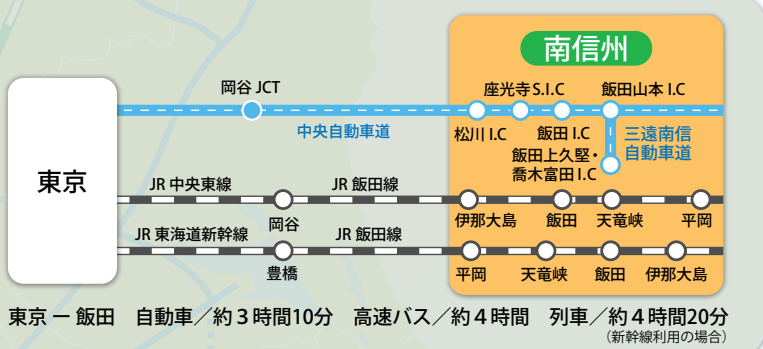 南信州
岡谷 JCT
座光寺S.I.C
飯田山本 I.C
中央自動車道
松川 I.C
飯田 I.C
三遠南信
自動車道
飯田上久堅・
喬木富田 I.C
東京
JR 中央東線
JR 飯田線
岡谷
伊那大島
飯田
天竜峡
平岡
JR 東海道新幹線
JR 飯田線
豊橋
平岡
天竜峡
飯田
伊那大島
東京 ー 飯田　自動車／約３時間10分　高速バス／約４時間　列車／約４時間20分
（新幹線利用の場合）